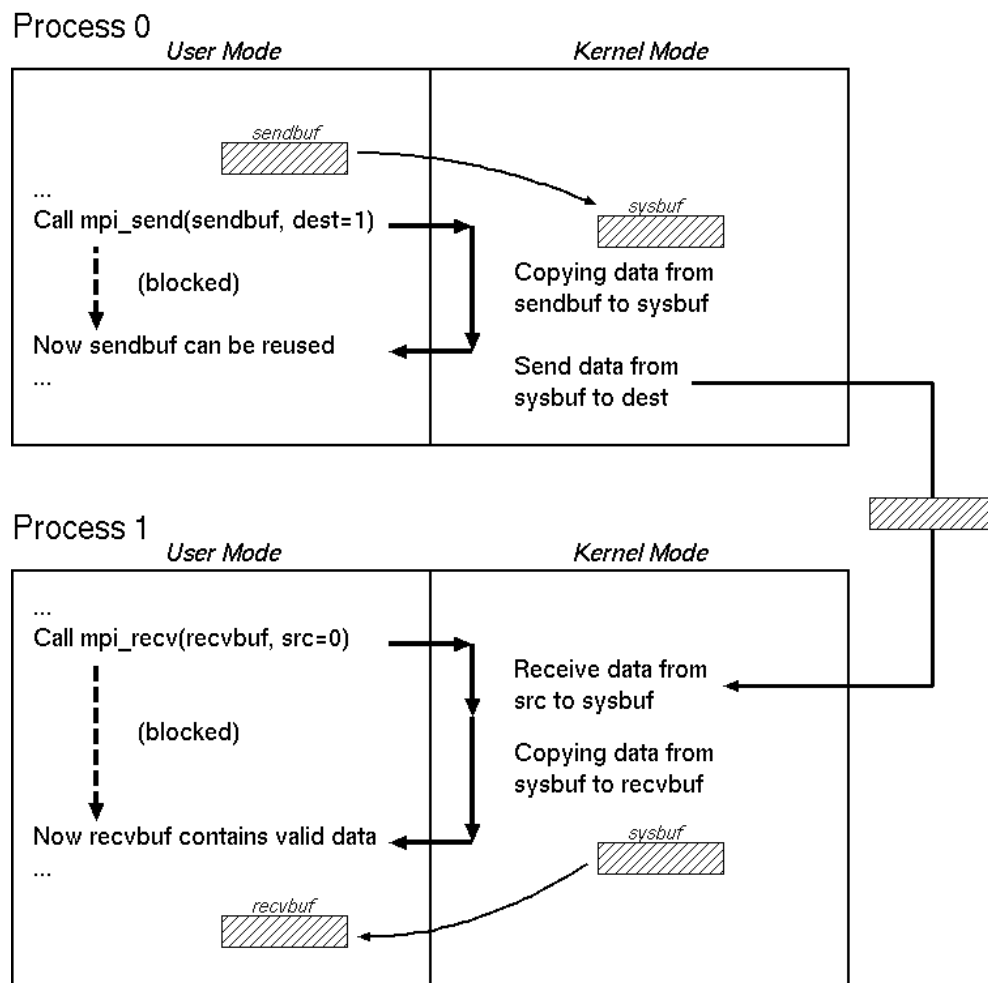 Process 0
User Mode
Kernel Mode
sendbuf
...
Call mpi_send(sendbuf, dest=1)
sysbuf
(blocked)
Copying data from
sendbuf to sysbuf
Now sendbuf can be reused
...
Send data from
sysbuf to dest
Process 1
User Mode
Kernel Mode
...
Call mpi_recv(recvbuf, src=0)
Receive data from
src to sysbuf
(blocked)
Copying data from
sysbuf to recvbuf
Now recvbuf contains valid data
...
sysbuf
recvbuf